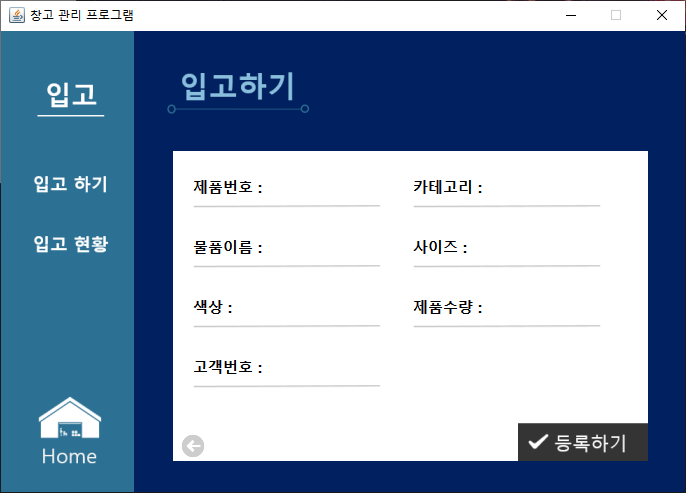 창고 관리 프로그램
입고
입고 하기
입고 현황
Home
입고하기
제품번호 :
카테고리 :
물품이름 :
사이즈 :
색상 :
제품수량 :
고객번호 :
등록하기